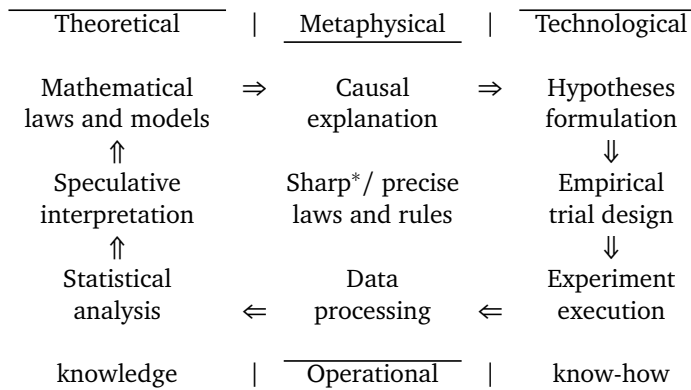 Theoretical | Metaphysical | Technological
Mathematical ⇒ Causal ⇒ Hypotheses
laws and models explanation formulation
⇑ ⇓
Speculative Sharp*/ precise Empirical
interpretation laws and rules trial design
⇑ ⇓
Statistical Data Experiment
analysis ⇐ processing ⇐ execution
knowledge | Operational | know-how